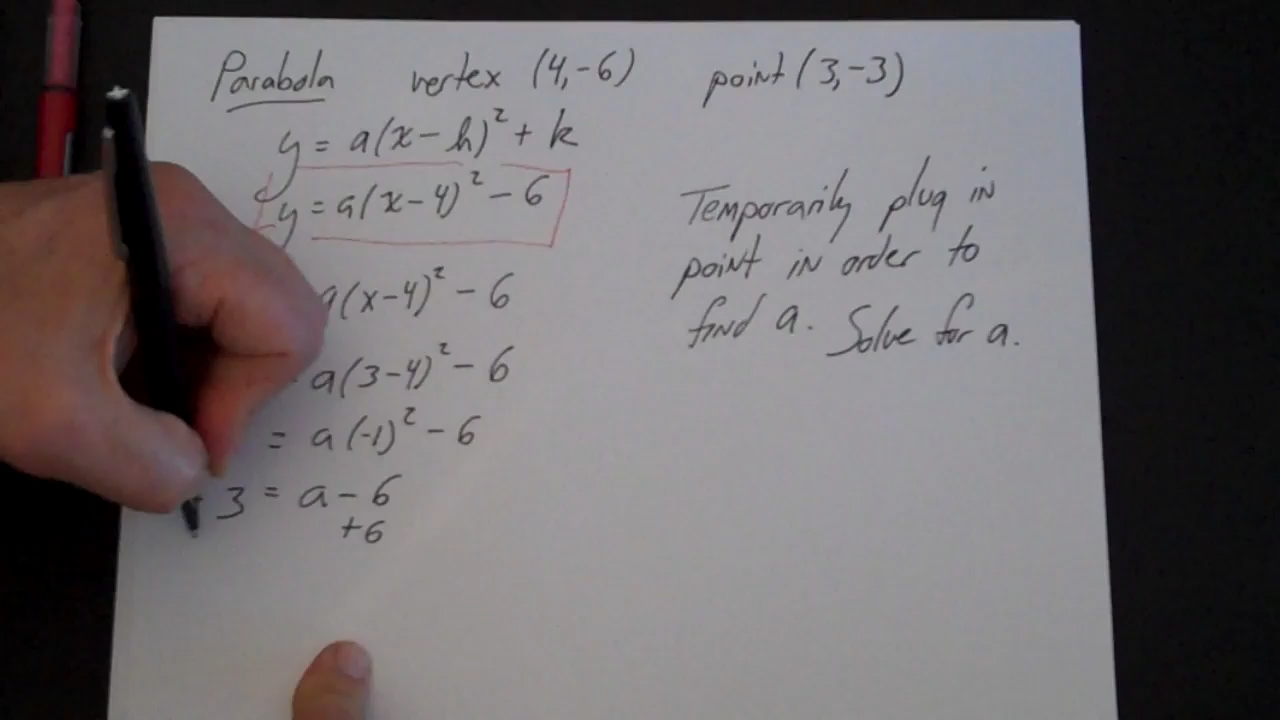 Parabola vertex (4,-6) point (3,-3)
y = a(x-h)² + k
y = a(x-4)² - 6
a(x-4)² - 6
a(3-4)² - 6
= a(-1)² - 6
3 = a - 6
+6
Temporarily plug in
point in order to
find a. Solve for a.